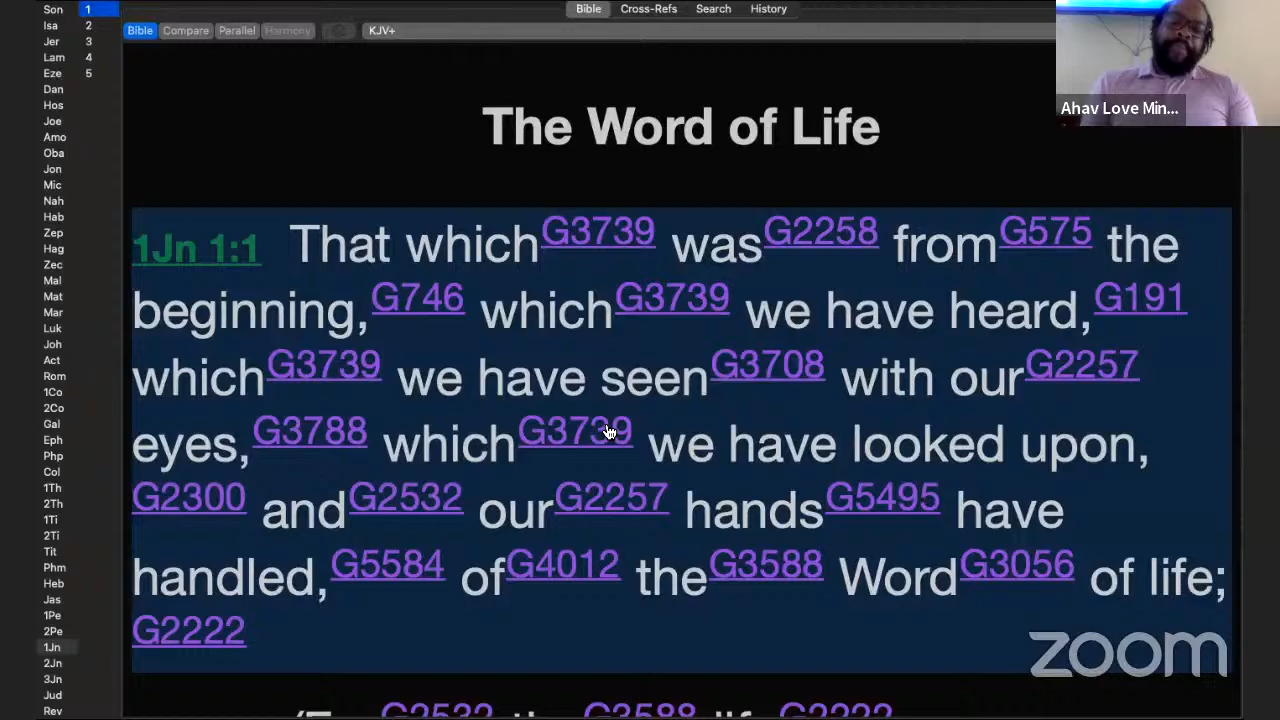 Bible Cross-Refs Search History
Bible Compare Parallel Harmony KJV+
Son 1
Isa 2
Jer 3
Lam 4
Eze 5
Dan
Hos
Joe
Amo
Oba
Jon
Mic
Nah
Hab
Zep
Hag
Zec
Mal
Mat
Mar
Luk
Joh
Act
Rom
1Co
2Co
Gal
Eph
Php
Col
1Th
2Th
1Ti
2Ti
Tit
Phm
Heb
Jas
1Pe
2Pe
1Jn
2Jn
3Jn
Jud
Rev
Ahav Love Min...
The Word of Life
1Jn 1:1 That which G3739 was G2258 from G575 the
beginning, G746 which G3739 we have heard, G191
which G3739 we have seen G3708 with our G2257
eyes, G3788 which G3739 we have looked upon,
G2300 and G2532 our G2257 hands G5495 have
handled, G5584 of G4012 the G3588 Word G3056 of life;
G2222
zoom
G2532 G3588 G2222